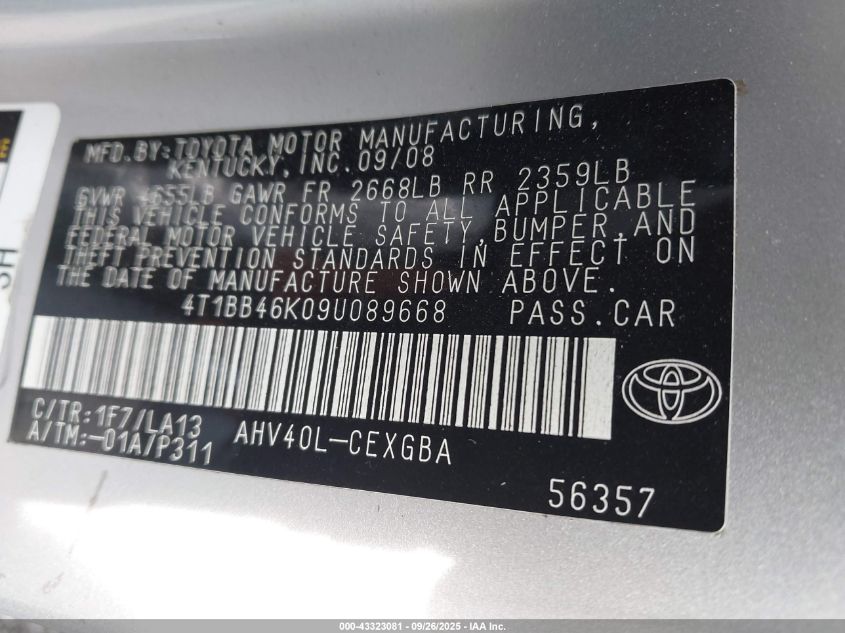 MFD.BY:TOYOTA MOTOR MANUFACTURING,
KENTUCKY, INC.09/08
GVWR 4655LB GAWR FR 2668LB RR 2359LB
THIS VEHICLE CONFORMS TO ALL APPLICABLE
FEDERAL MOTOR VEHICLE SAFETY,BUMPER,AND
THEFT PREVENTION STANDARDS IN EFFECT ON
THE DATE OF MANUFACTURE SHOWN ABOVE.
4T1BB46K09U089668 PASS.CAR
C/TR:1F7/LA13
A/TM:-01A/P311 AHV40L-CEXGBA
56357
000-43323081 - 09/26/2025 - IAA Inc.